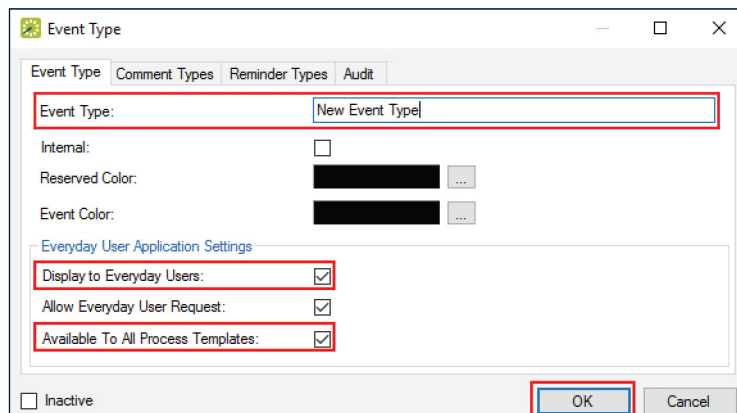 Event Type
Event Type Comment Types Reminder Types Audit
Event Type: New Event Type
Internal:
Reserved Color: ...
Event Color: ...
Everyday User Application Settings
Display to Everyday Users:
Allow Everyday User Request:
Available To All Process Templates:
Inactive OK Cancel